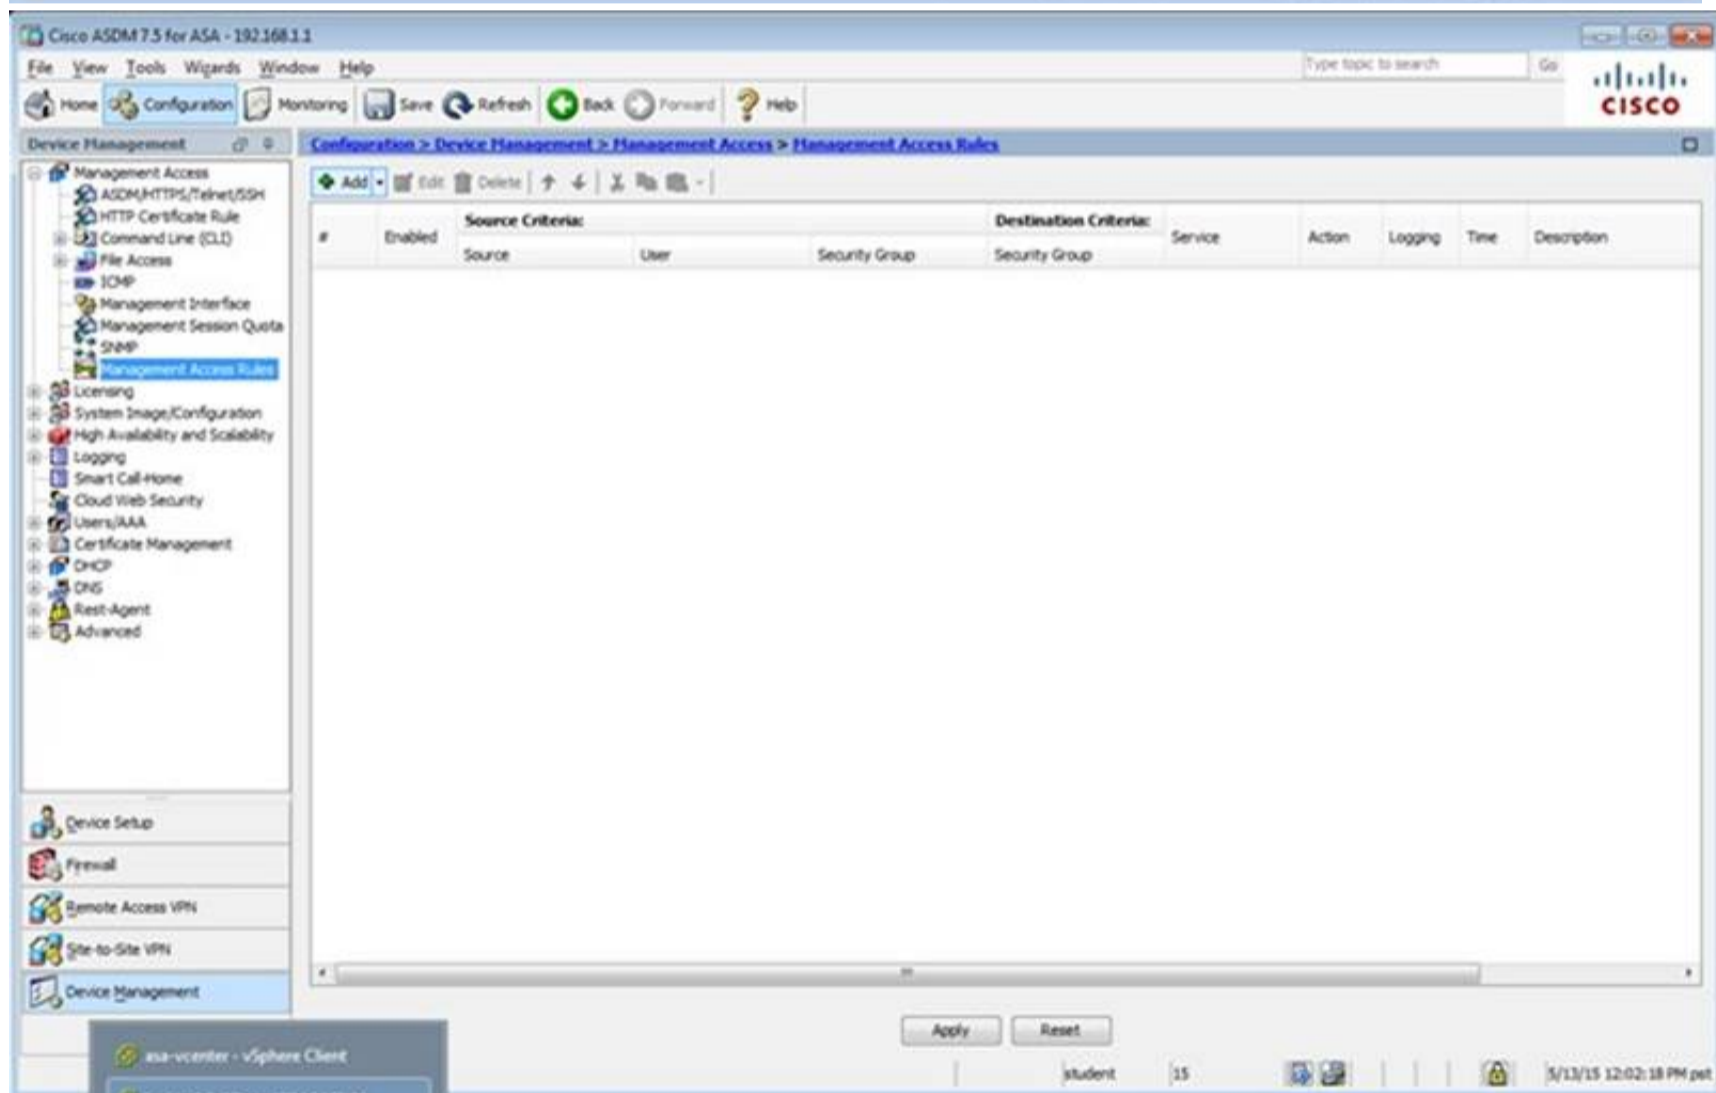 Cisco ASDM 7.5 for ASA - 192.168.1.1
File View Tools Wizards Window Help
Type topic to search Go
Home Configuration Monitoring Save Refresh Back Forward Help
CISCO
Device Management
Configuration > Device Management > Management Access > Management Access Rules
Management Access
ASDM/HTTPS/Telnet/SSH
HTTP Certificate Rule
Command Line (CLI)
File Access
ICMP
Management Interface
Management Session Quota
SNMP
Management Access Rules
Licensing
System Image/Configuration
High Availability and Scalability
Logging
Smart Call-Home
Cloud Web Security
Users/AAA
Certificate Management
DHCP
DNS
Rest-Agent
Advanced
Add Edit Delete
# Enabled Source Criteria: Destination Criteria: Service Action Logging Time Description
Source User Security Group Security Group
Device Setup
Firewall
Remote Access VPN
Site-to-Site VPN
Device Management
Apply Reset
asa-vcenter - vSphere Client
student 15 5/13/15 12:02:18 PM pst